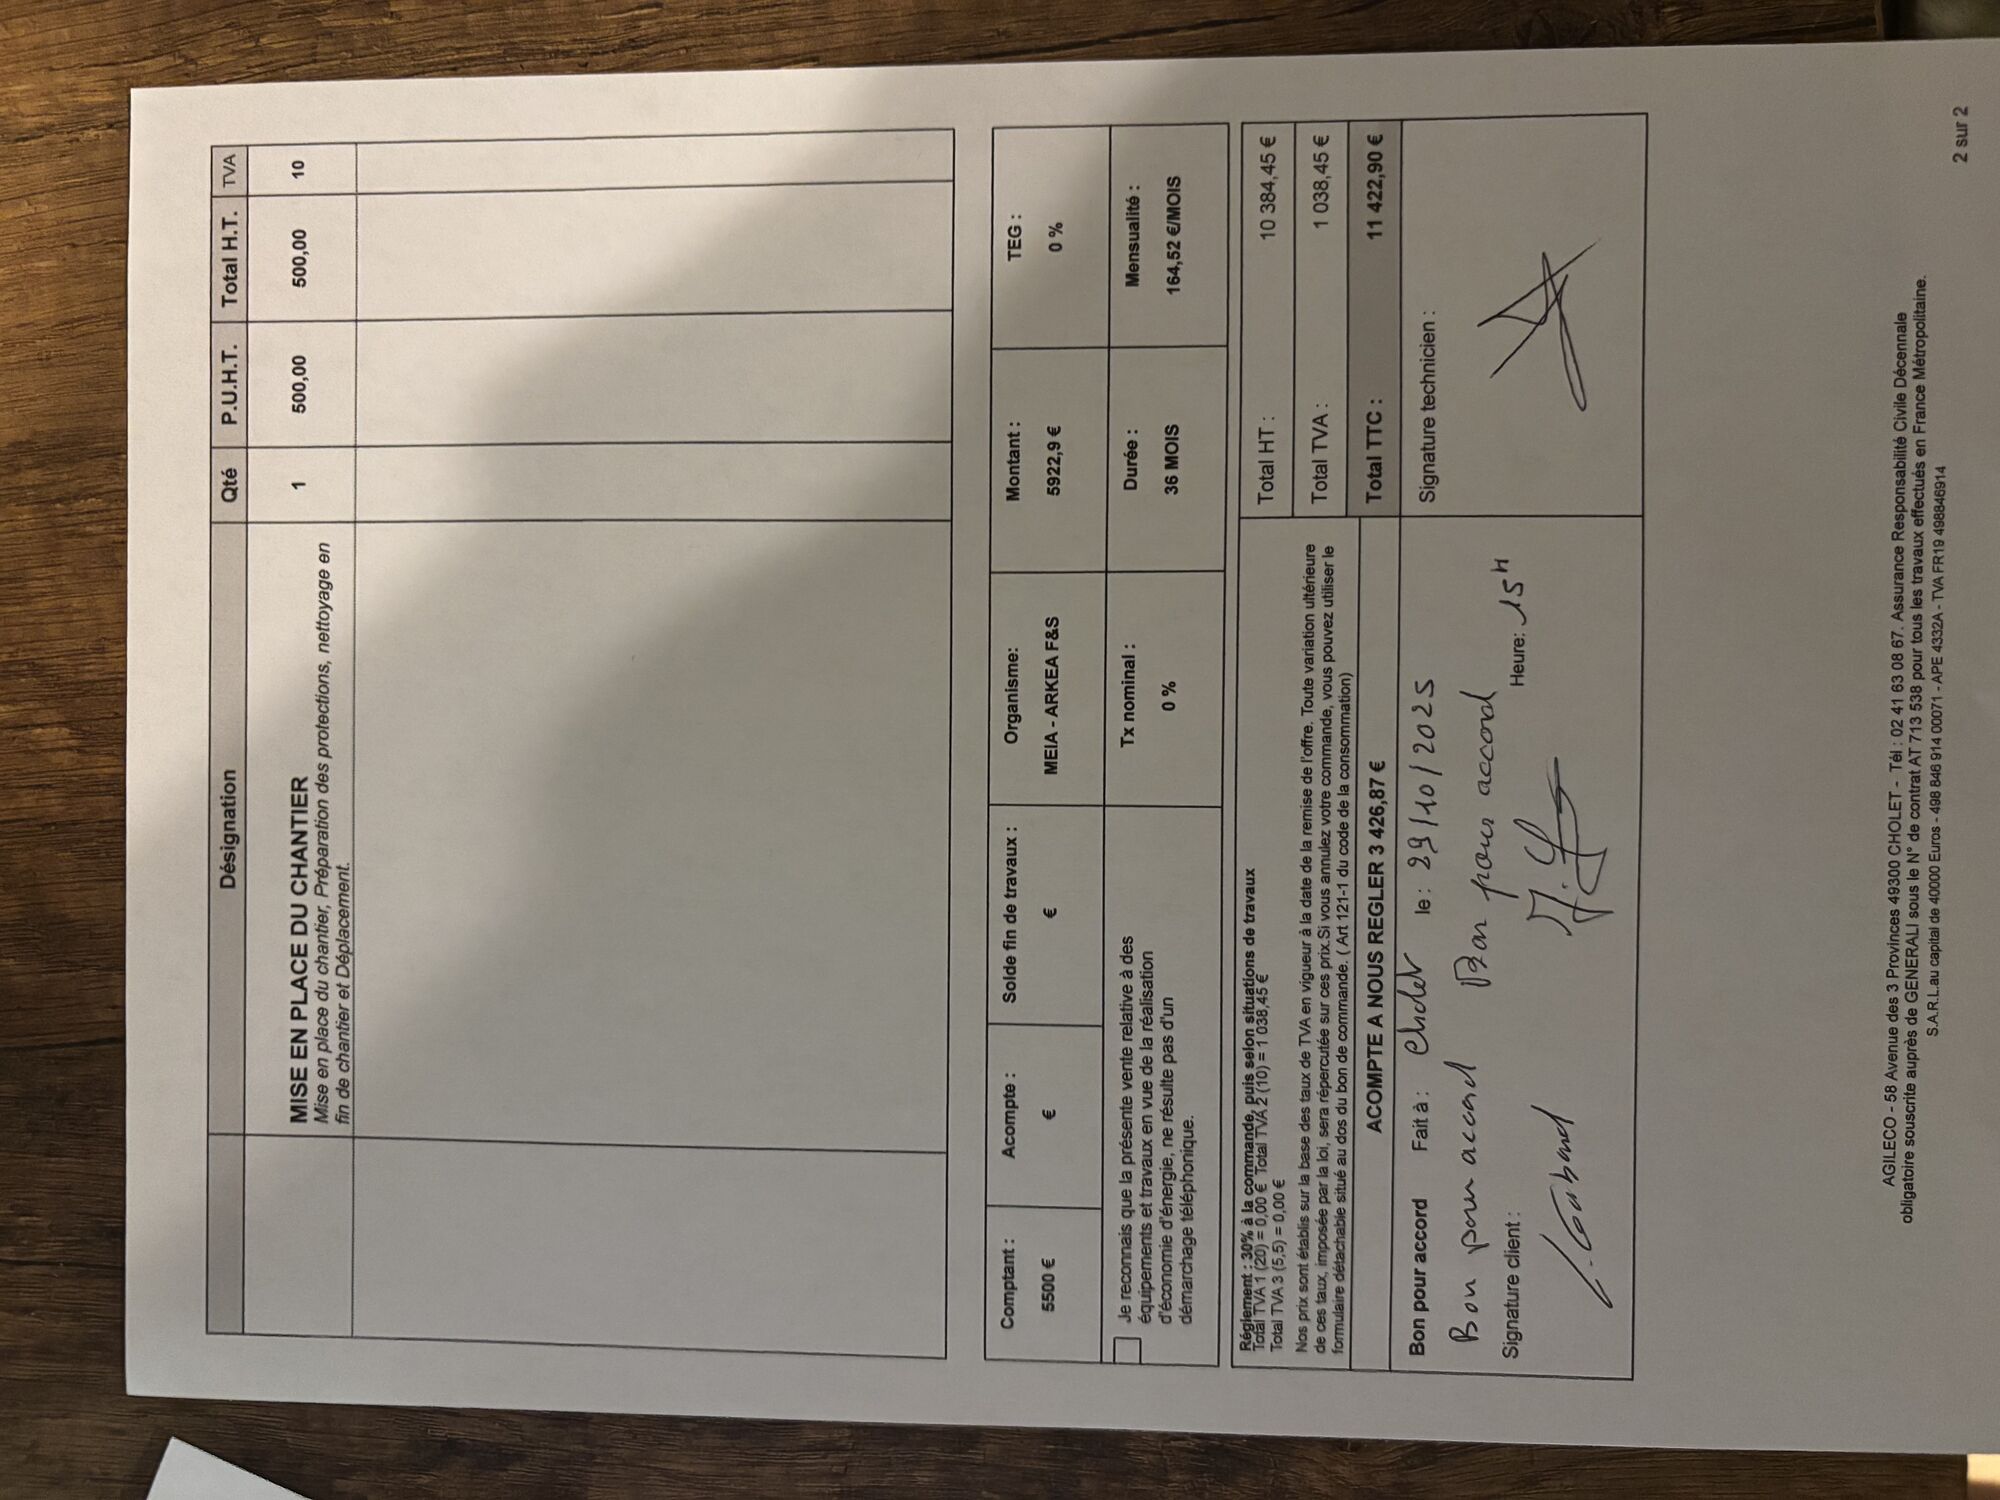 Désignation Qté P.U.H.T. Total H.T. TVA
MISE EN PLACE DU CHANTIER 1 500,00 500,00 10
Mise en place du chantier, Préparation des protections, nettoyage en
fin de chantier et Déplacement.
Comptant : Acompte : Solde fin de travaux : Organisme: Montant : TEG :
5500 € € € MEIA - ARKEA F&S 5922,9 € 0 %
Je reconnais que la présente vente relative à des
équipements et travaux en vue de la réalisation
d'économie d'énergie, ne résulte pas d'un
démarchage téléphonique.
Tx nominal : Durée : Mensualité :
0 % 36 MOIS 164,52 €/MOIS
Réglement : 30% à la commande, puis selon situations de travaux
Total TVA 1 (20) = 0,00 € Total TVA 2 (10) = 1 038,45 €
Total TVA 3 (5,5) = 0,00 €
Nos prix sont établis sur la base des taux de TVA en vigueur à la date de la remise de l'offre. Toute variation ultérieure
de ces taux, imposée par la loi, sera répercutée sur ces prix.Si vous annulez votre commande, vous pouvez utiliser le
formulaire détachable situé au dos du bon de commande. ( Art 121-1 du code de la consommation)
ACOMPTE A NOUS REGLER 3 426,87 €
Total HT : 10 384,45 €
Total TVA : 1 038,45 €
Total TTC : 11 422,90 €
Bon pour accord Fait à : Cholet le : 29/10/2025
Bon pour accord Bon pour accord
Signature client : Heure: 15H
Signature technicien :
AGILECO - 58 Avenue des 3 Provinces 49300 CHOLET - Tél : 02 41 63 08 67. Assurance Responsabilité Civile Décennale
obligatoire souscrite auprès de GENERALI sous le N° de contrat AT 713 538 pour tous les travaux effectués en France Métropolitaine.
S.A.R.L.au capital de 40000 Euros - 498 846 914 00071 - APE 4332A - TVA FR19 498846914
2 sur 2